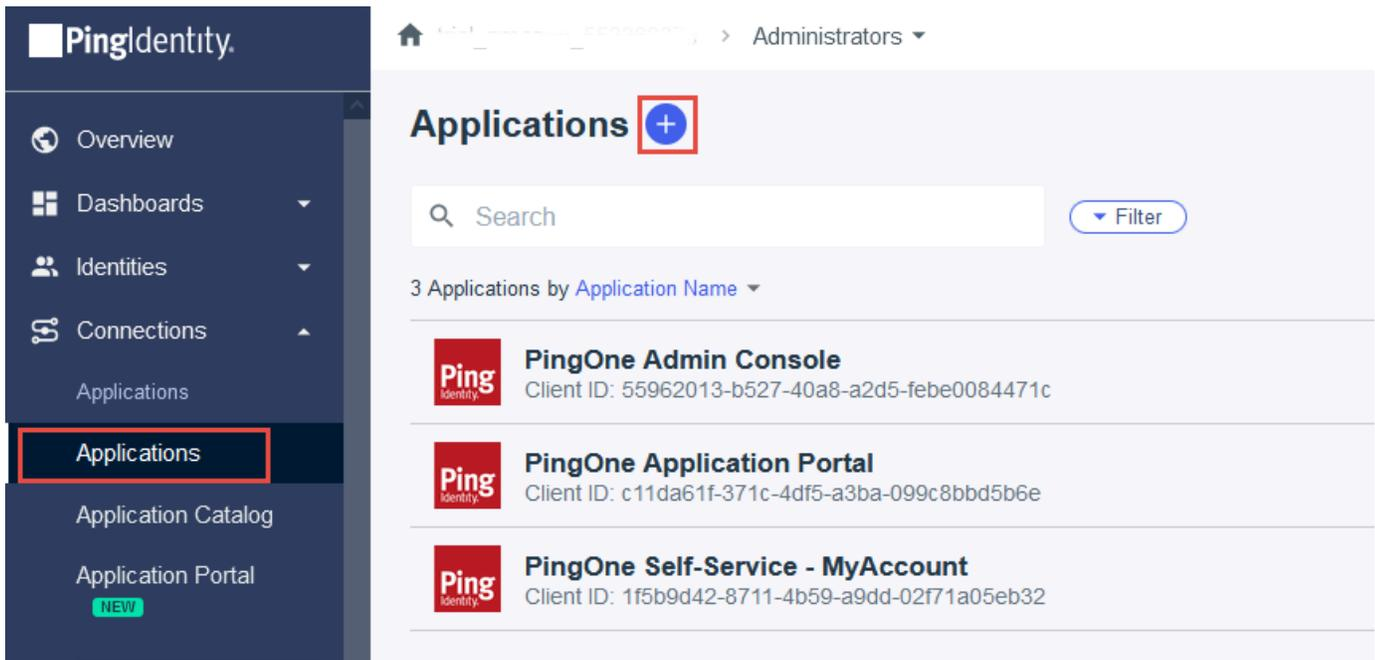 PingIdentity.
Administrators
Overview
Dashboards
Identities
Connections
Applications
Applications
Application Catalog
Application Portal
NEW
Applications
Search
Filter
3 Applications by Application Name
Ping
Identity.
PingOne Admin Console
Client ID: 55962013-b527-40a8-a2d5-febe0084471c
Ping
Identity.
PingOne Application Portal
Client ID: c11da61f-371c-4df5-a3ba-099c8bbd5b6e
Ping
Identity.
PingOne Self-Service - MyAccount
Client ID: 1f5b9d42-8711-4b59-a9dd-02f71a05eb32